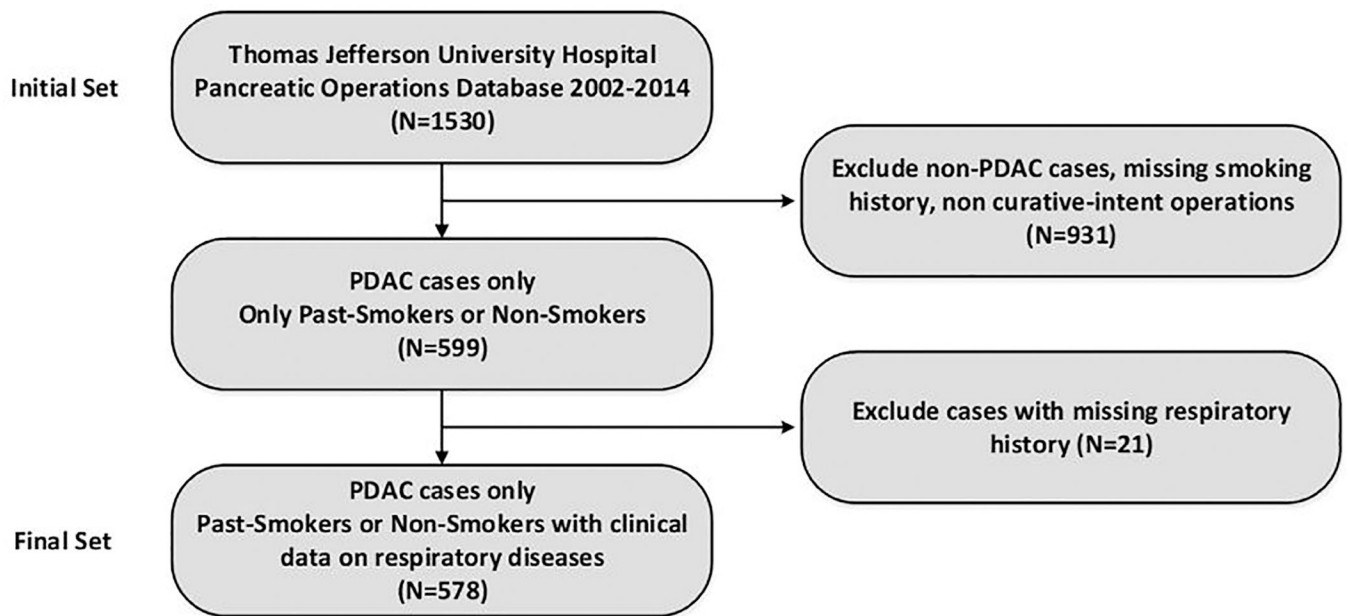 Initial Set
Thomas Jefferson University Hospital
Pancreatic Operations Database 2002-2014
(N=1530)
Exclude non-PDAC cases, missing smoking
history, non curative-intent operations
(N=931)
PDAC cases only
Only Past-Smokers or Non-Smokers
(N=599)
Exclude cases with missing respiratory
history (N=21)
Final Set
PDAC cases only
Past-Smokers or Non-Smokers with clinical
data on respiratory diseases
(N=578)